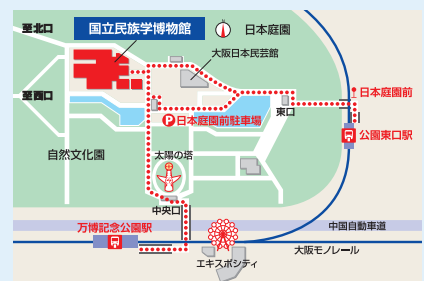 至北口
国立民族学博物館
日本庭園
大阪日本民芸館
至西口
日本庭園前
東口
P日本庭園前駐車場
公園東口駅
自然文化園
太陽の塔
中央口
万博記念公園駅
中国自動車道
エキスポシティ
大阪モノレール